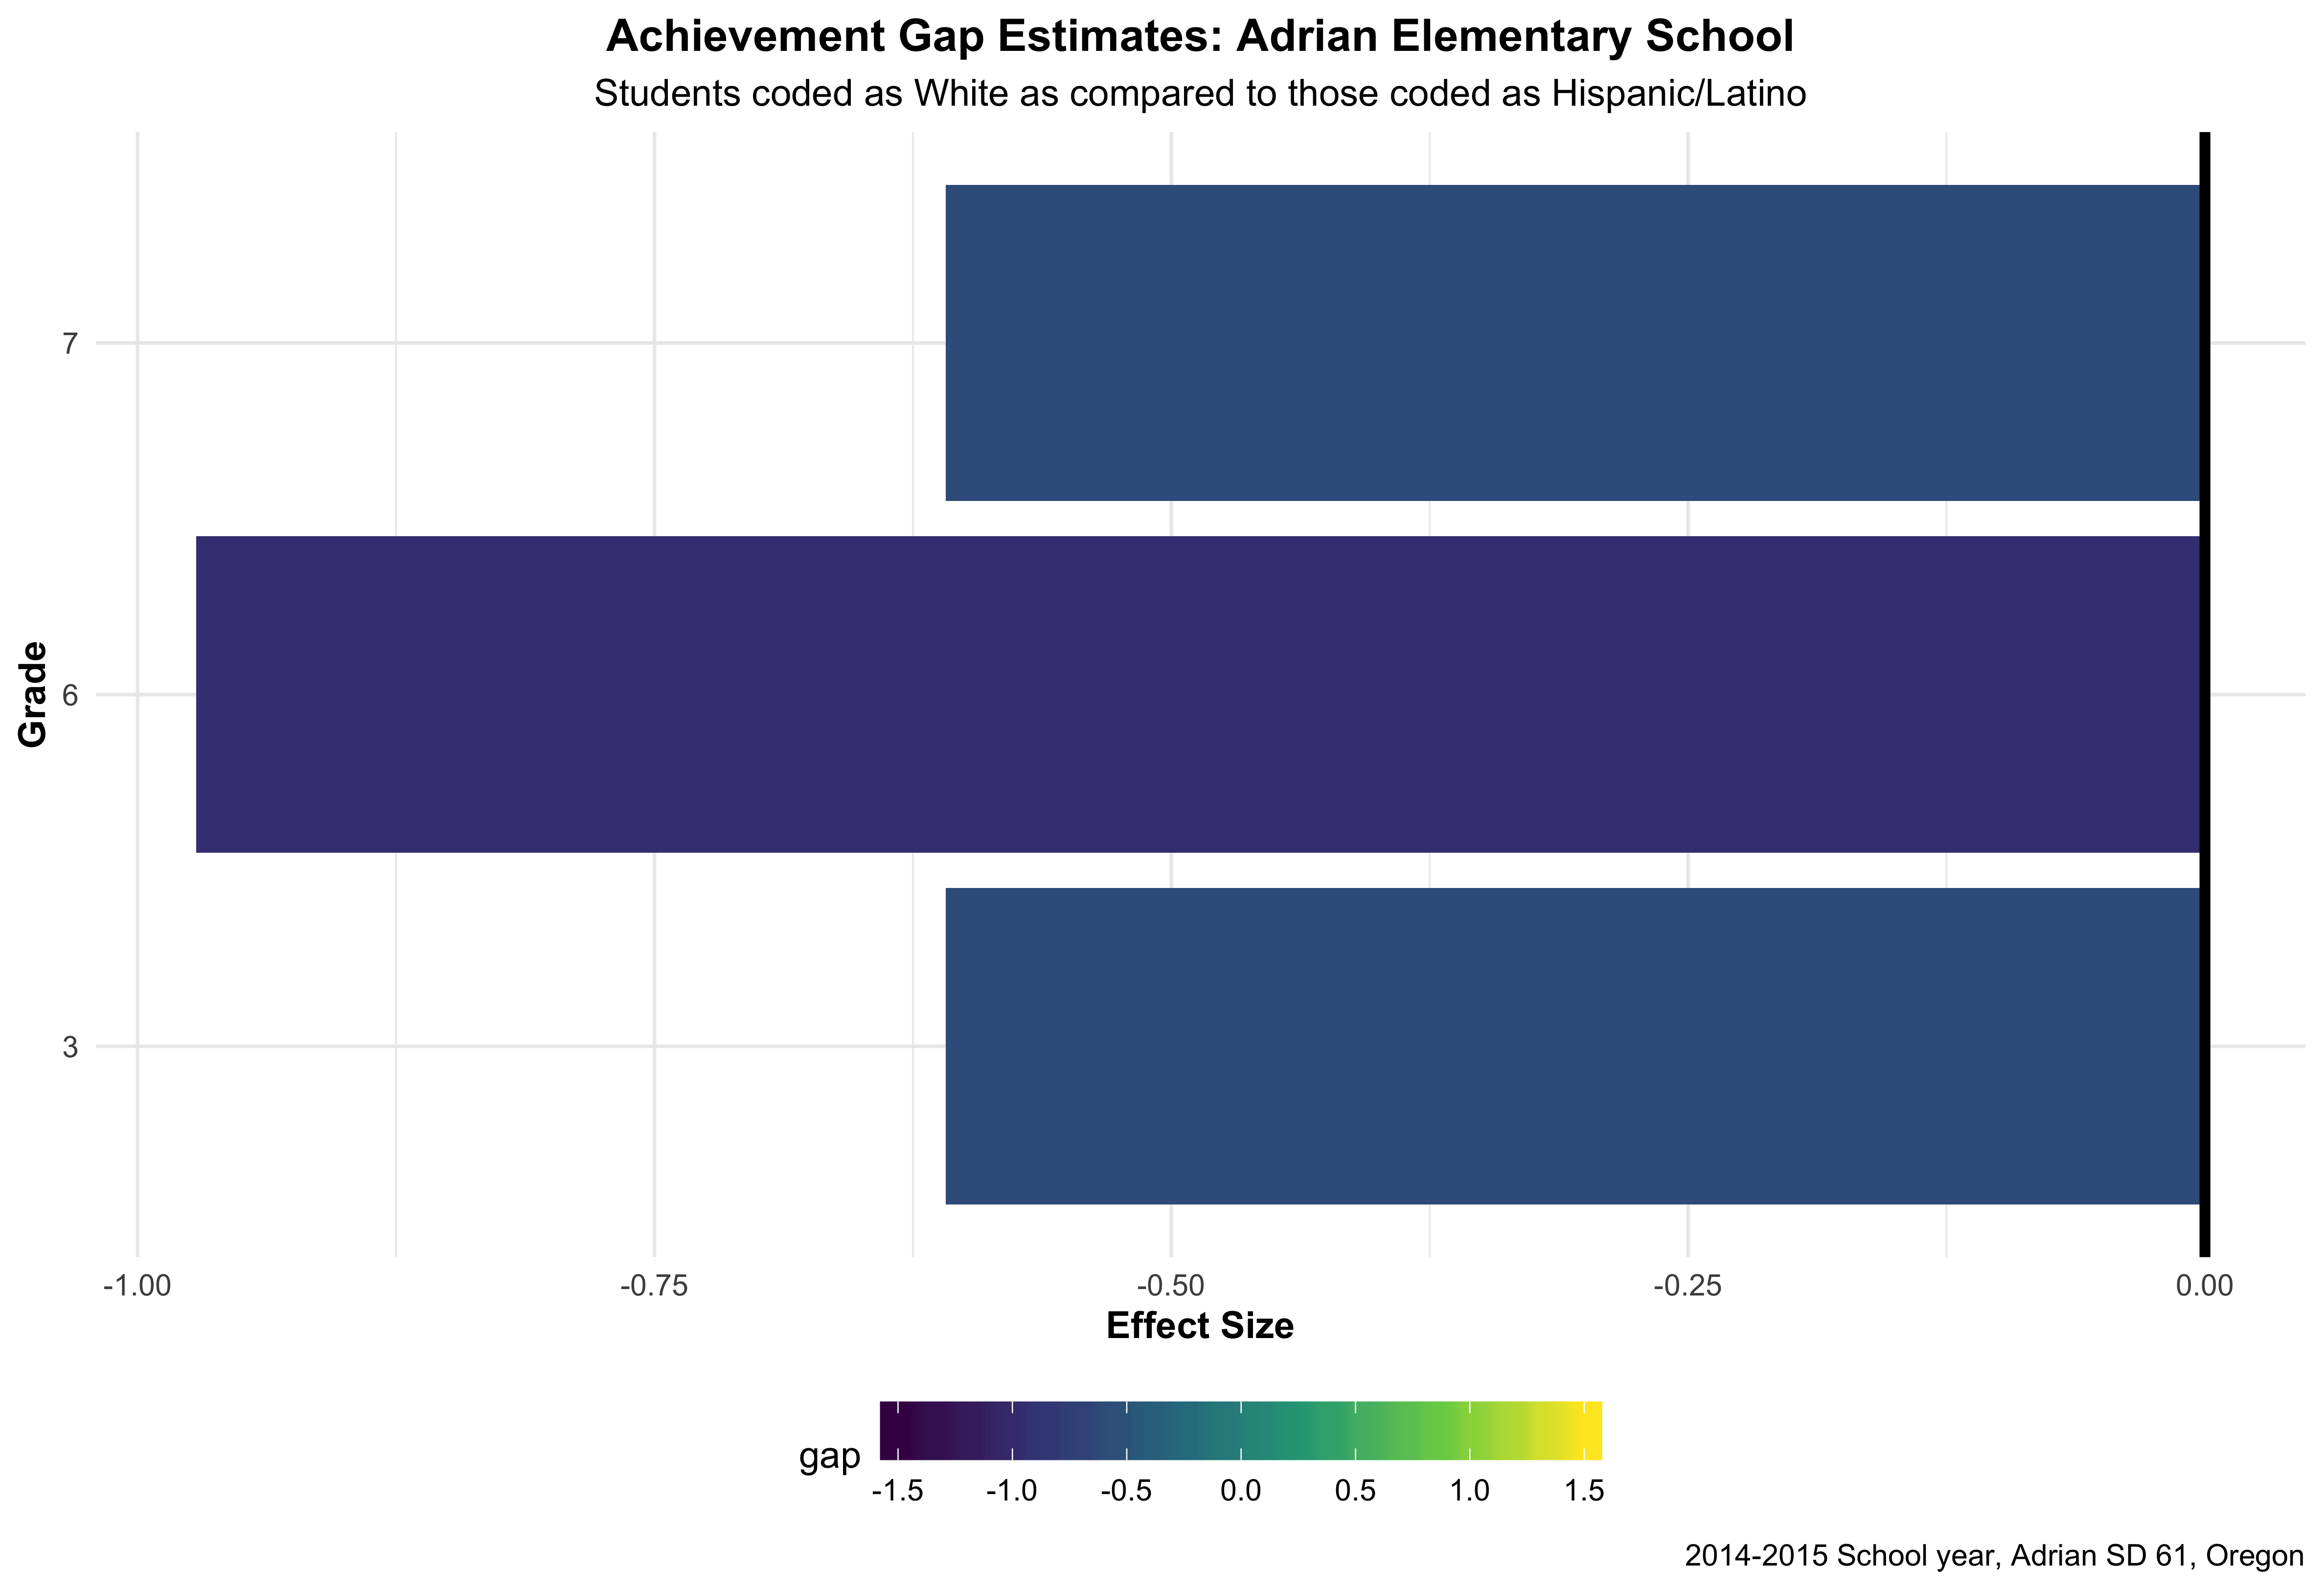 Achievement Gap Estimates: Adrian Elementary School
Students coded as White as compared to those coded as Hispanic/Latino
Grade
7
6
3
-1.00 -0.75 -0.50 -0.25 0.00
Effect Size
gap
-1.5 -1.0 -0.5 0.0 0.5 1.0 1.5
2014-2015 School year, Adrian SD 61, Oregon